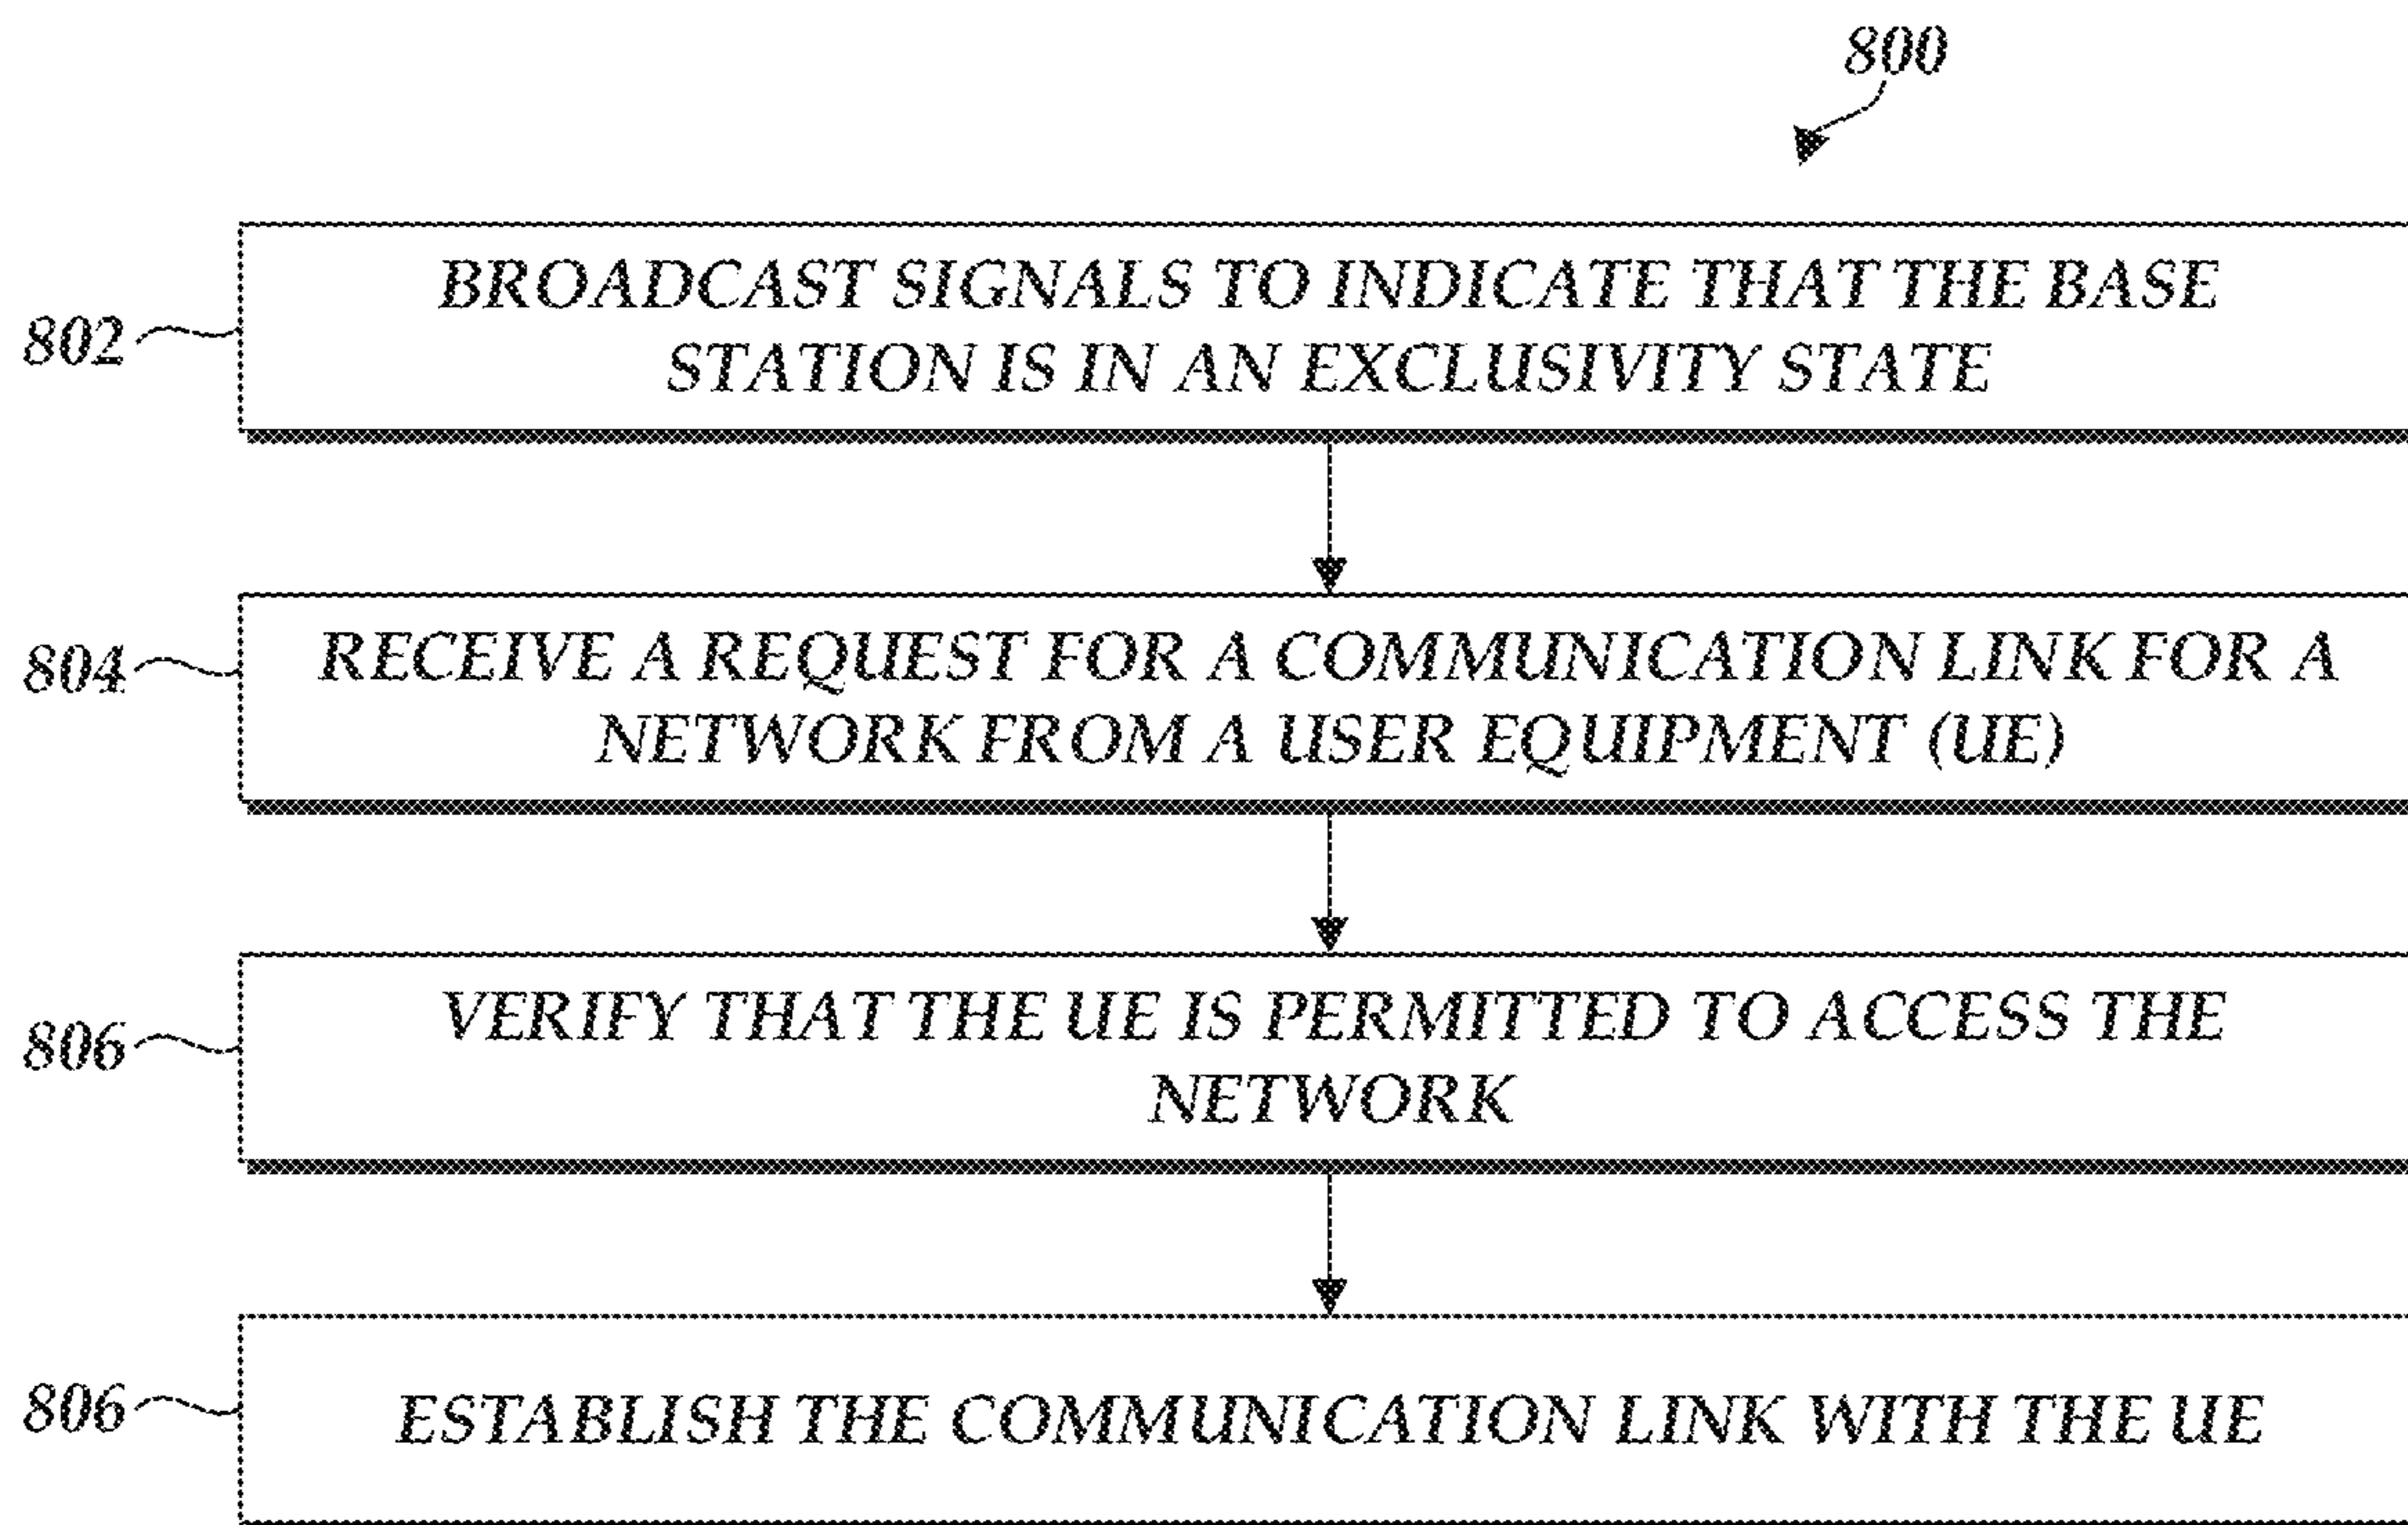 800
802
BROADCAST SIGNALS TO INDICATE THAT THE BASE
STATION IS IN AN EXCLUSIVITY STATE
804
RECEIVE A REQUEST FOR A COMMUNICATION LINK FOR A
NETWORK FROM A USER EQUIPMENT (UE)
806
VERIFY THAT THE UE IS PERMITTED TO ACCESS THE
NETWORK
806
ESTABLISH THE COMMUNICATION LINK WITH THE UE